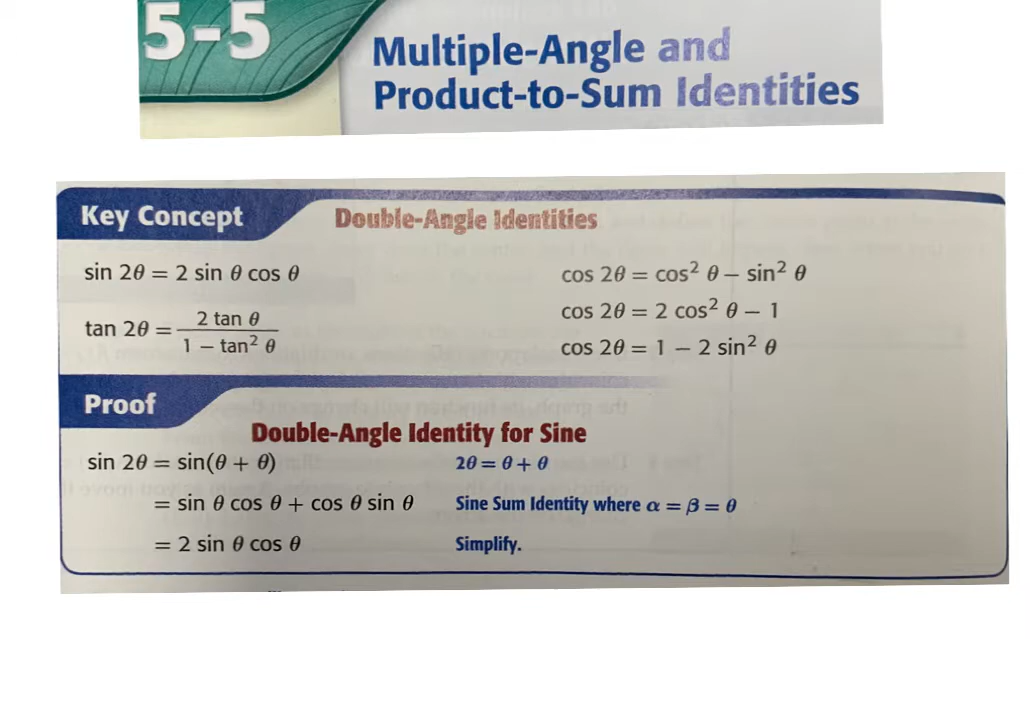 5-5
Multiple-Angle and
Product-to-Sum Identities
Key Concept
Double-Angle Identities
sin 2θ = 2 sin θ cos θ
tan 2θ = 2 tan θ / 1 − tan² θ
cos 2θ = cos² θ − sin² θ
cos 2θ = 2 cos² θ − 1
cos 2θ = 1 − 2 sin² θ
Proof
Double-Angle Identity for Sine
sin 2θ = sin(θ + θ) 2θ = θ + θ
= sin θ cos θ + cos θ sin θ Sine Sum Identity where α = β = θ
= 2 sin θ cos θ Simplify.